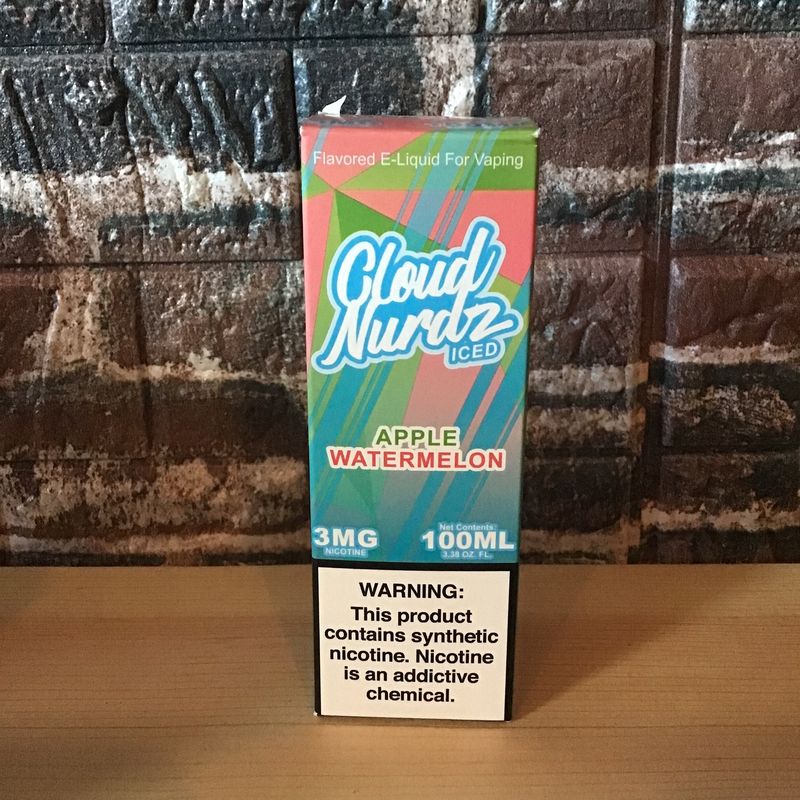 Flavored E-Liquid For Vaping
Cloud
Nurdz
ICED
APPLE
WATERMELON
3MG
NICOTINE
Net Contents:
100ML
3.38 OZ. FL.
WARNING:
This product
contains synthetic
nicotine. Nicotine
is an addictive
chemical.